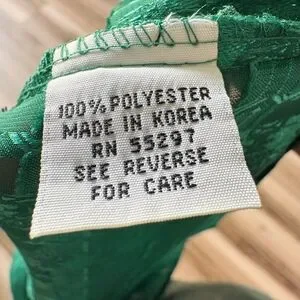 100% POLYESTER
MADE IN KOREA
RN 55297
SEE REVERSE
FOR CARE